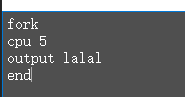 fork
cpu 5
output lalal
end